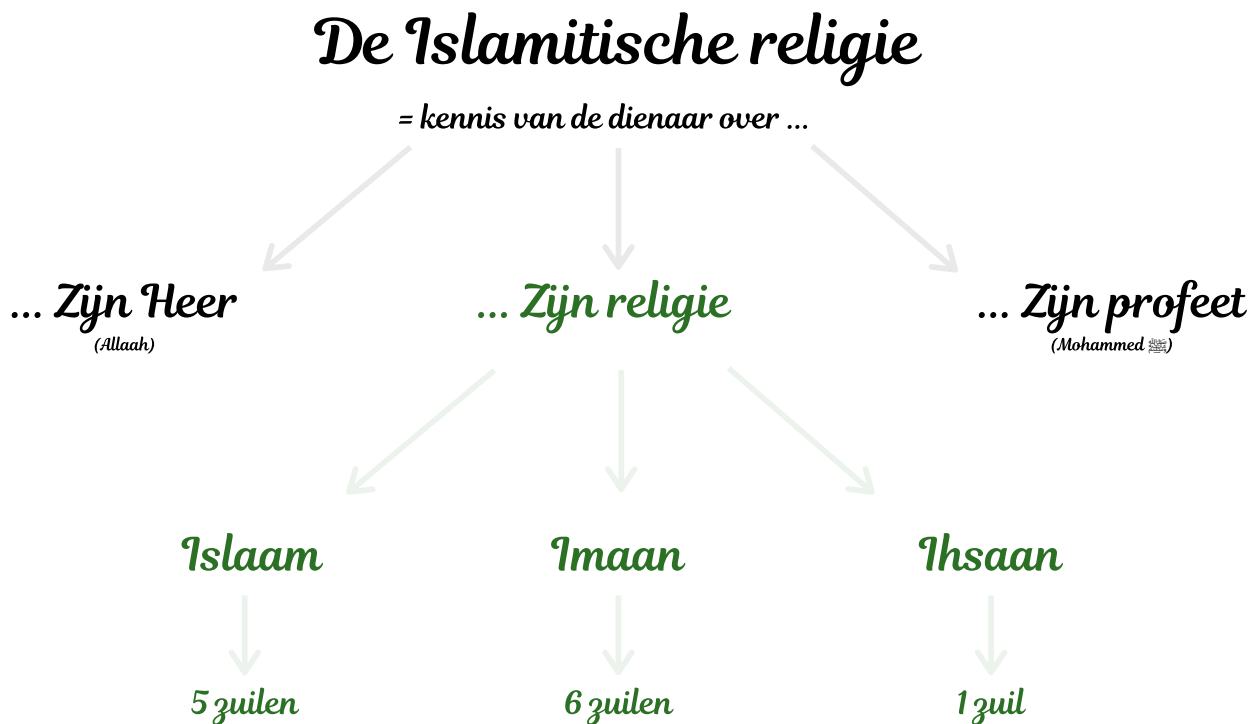 De Islamitische religie
= kennis van de dienaar over ...
... Zijn Heer
(Allaah)
... Zijn religie
... Zijn profeet
(Mohammed ﷺ)
Islaam
Imaan
Ihsaan
5 zuilen
6 zuilen
1 zuil